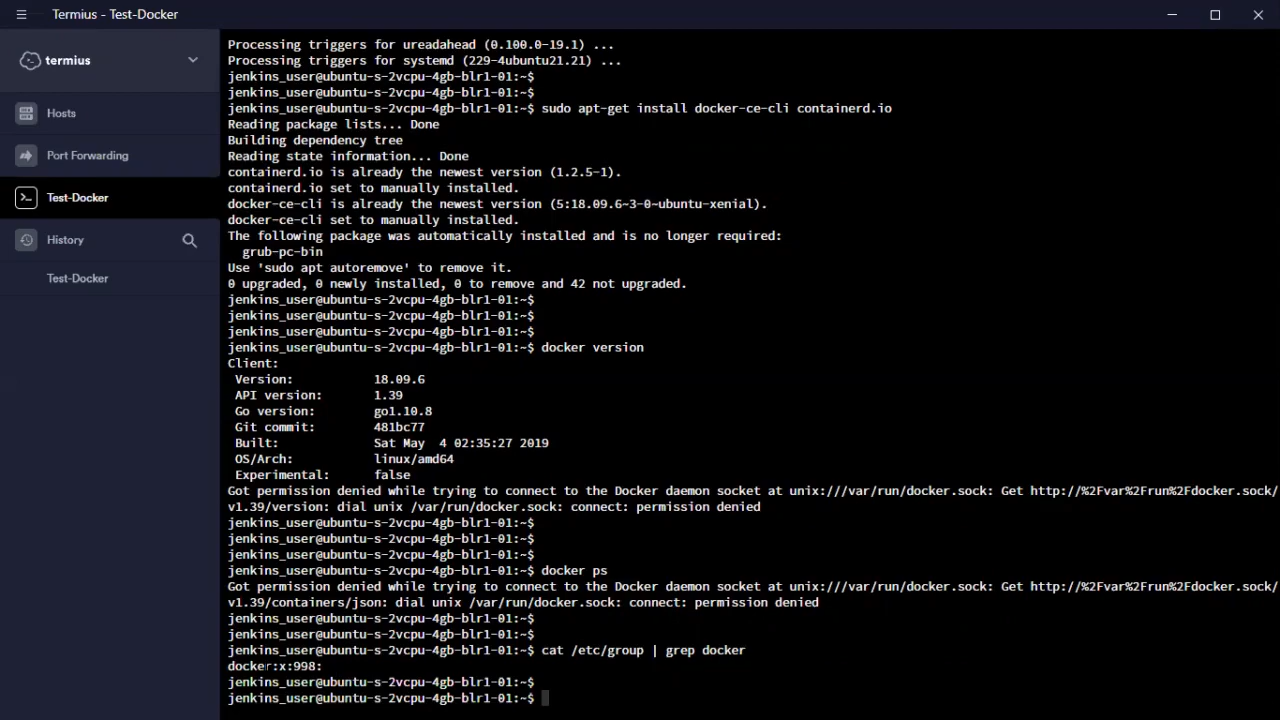 Termius - Test-Docker
termius
Hosts
Port Forwarding
Test-Docker
History
Test-Docker
Processing triggers for ureadahead (0.100.0-19.1) ...
Processing triggers for systemd (229-4ubuntu21.21) ...
jenkins_user@ubuntu-s-2vcpu-4gb-blr1-01:~$
jenkins_user@ubuntu-s-2vcpu-4gb-blr1-01:~$
jenkins_user@ubuntu-s-2vcpu-4gb-blr1-01:~$ sudo apt-get install docker-ce-cli containerd.io
Reading package lists... Done
Building dependency tree
Reading state information... Done
containerd.io is already the newest version (1.2.5-1).
containerd.io set to manually installed.
docker-ce-cli is already the newest version (5:18.09.6~3-0~ubuntu-xenial).
docker-ce-cli set to manually installed.
The following package was automatically installed and is no longer required:
  grub-pc-bin
Use 'sudo apt autoremove' to remove it.
0 upgraded, 0 newly installed, 0 to remove and 42 not upgraded.
jenkins_user@ubuntu-s-2vcpu-4gb-blr1-01:~$
jenkins_user@ubuntu-s-2vcpu-4gb-blr1-01:~$
jenkins_user@ubuntu-s-2vcpu-4gb-blr1-01:~$
jenkins_user@ubuntu-s-2vcpu-4gb-blr1-01:~$ docker version
Client:
 Version:           18.09.6
 API version:       1.39
 Go version:        go1.10.8
 Git commit:        481bc77
 Built:             Sat May  4 02:35:27 2019
 OS/Arch:           linux/amd64
 Experimental:      false
Got permission denied while trying to connect to the Docker daemon socket at unix:///var/run/docker.sock: Get http://%2Fvar%2Frun%2Fdocker.sock/
v1.39/version: dial unix /var/run/docker.sock: connect: permission denied
jenkins_user@ubuntu-s-2vcpu-4gb-blr1-01:~$
jenkins_user@ubuntu-s-2vcpu-4gb-blr1-01:~$
jenkins_user@ubuntu-s-2vcpu-4gb-blr1-01:~$
jenkins_user@ubuntu-s-2vcpu-4gb-blr1-01:~$ docker ps
Got permission denied while trying to connect to the Docker daemon socket at unix:///var/run/docker.sock: Get http://%2Fvar%2Frun%2Fdocker.sock/
v1.39/containers/json: dial unix /var/run/docker.sock: connect: permission denied
jenkins_user@ubuntu-s-2vcpu-4gb-blr1-01:~$
jenkins_user@ubuntu-s-2vcpu-4gb-blr1-01:~$
jenkins_user@ubuntu-s-2vcpu-4gb-blr1-01:~$ cat /etc/group | grep docker
docker:x:998:
jenkins_user@ubuntu-s-2vcpu-4gb-blr1-01:~$
jenkins_user@ubuntu-s-2vcpu-4gb-blr1-01:~$